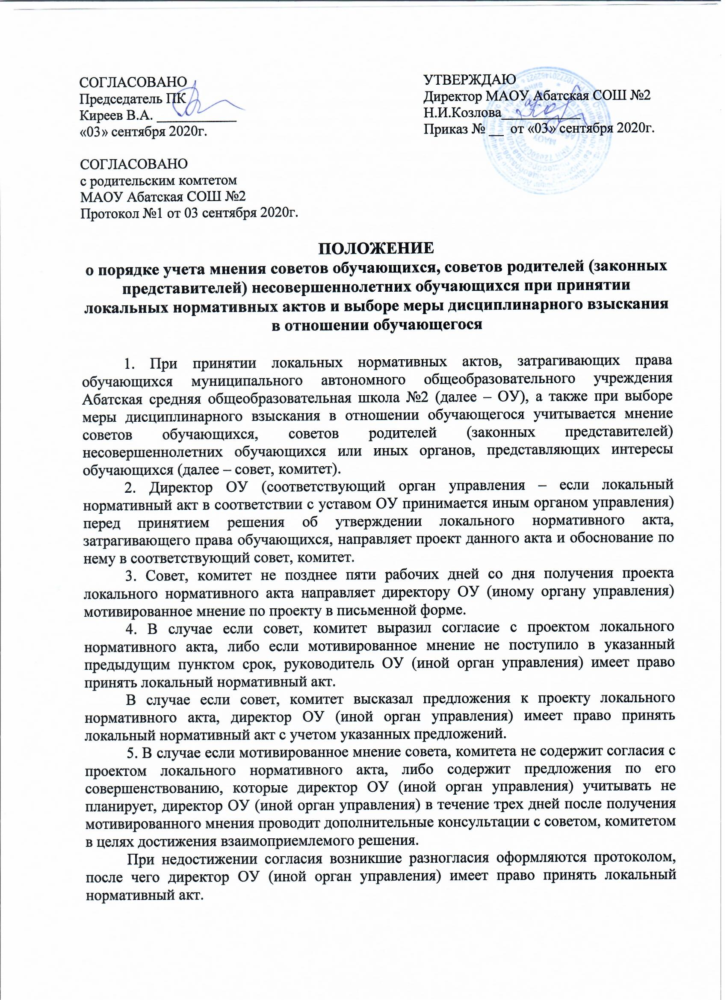 СОГЛАСОВАНО
Председатель ПК
Киреев В.А. ___________
«03» сентября 2020г.
УТВЕРЖДАЮ
Директор МАОУ Абатская СОШ №2
Н.И.Козлова___________
Приказ № __ от «03» сентября 2020г.
СОГЛАСОВАНО
с родительским комтетом
МАОУ Абатская СОШ №2
Протокол №1 от 03 сентября 2020г.
ПОЛОЖЕНИЕ
о порядке учета мнения советов обучающихся, советов родителей (законных
представителей) несовершеннолетних обучающихся при принятии
локальных нормативных актов и выборе меры дисциплинарного взыскания
в отношении обучающегося
1. При принятии локальных нормативных актов, затрагивающих права
обучающихся муниципального автономного общеобразовательного учреждения
Абатская средняя общеобразовательная школа №2 (далее – ОУ), а также при выборе
меры дисциплинарного взыскания в отношении обучающегося учитывается мнение
советов обучающихся, советов родителей (законных представителей)
несовершеннолетних обучающихся или иных органов, представляющих интересы
обучающихся (далее – совет, комитет).
2. Директор ОУ (соответствующий орган управления – если локальный
нормативный акт в соответствии с уставом ОУ принимается иным органом управления)
перед принятием решения об утверждении локального нормативного акта,
затрагивающего права обучающихся, направляет проект данного акта и обоснование по
нему в соответствующий совет, комитет.
3. Совет, комитет не позднее пяти рабочих дней со дня получения проекта
локального нормативного акта направляет директору ОУ (иному органу управления)
мотивированное мнение по проекту в письменной форме.
4. В случае если совет, комитет выразил согласие с проектом локального
нормативного акта, либо если мотивированное мнение не поступило в указанный
предыдущим пунктом срок, руководитель ОУ (иной орган управления) имеет право
принять локальный нормативный акт.
В случае если совет, комитет высказал предложения к проекту локального
нормативного акта, директор ОУ (иной орган управления) имеет право принять
локальный нормативный акт с учетом указанных предложений.
5. В случае если мотивированное мнение совета, комитета не содержит согласия с
проектом локального нормативного акта, либо содержит предложения по его
совершенствованию, которые директор ОУ (иной орган управления) учитывать не
планирует, директор ОУ (иной орган управления) в течение трех дней после получения
мотивированного мнения проводит дополнительные консультации с советом, комитетом
в целях достижения взаимоприемлемого решения.
При недостижении согласия возникшие разногласия оформляются протоколом,
после чего директор ОУ (иной орган управления) имеет право принять локальный
нормативный акт.